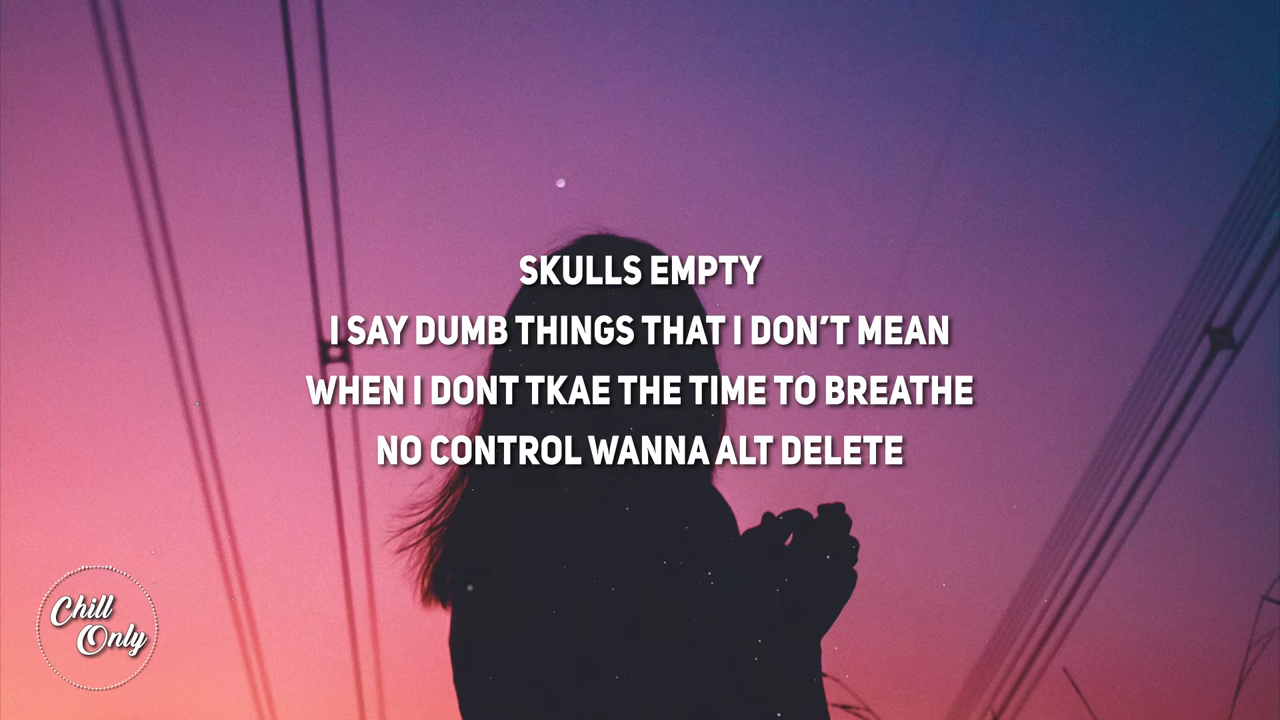 SKULLS EMPTY
I SAY DUMB THINGS THAT I DON'T MEAN
WHEN I DONT TKAE THE TIME TO BREATHE
NO CONTROL WANNA ALT DELETE
Chill
Only